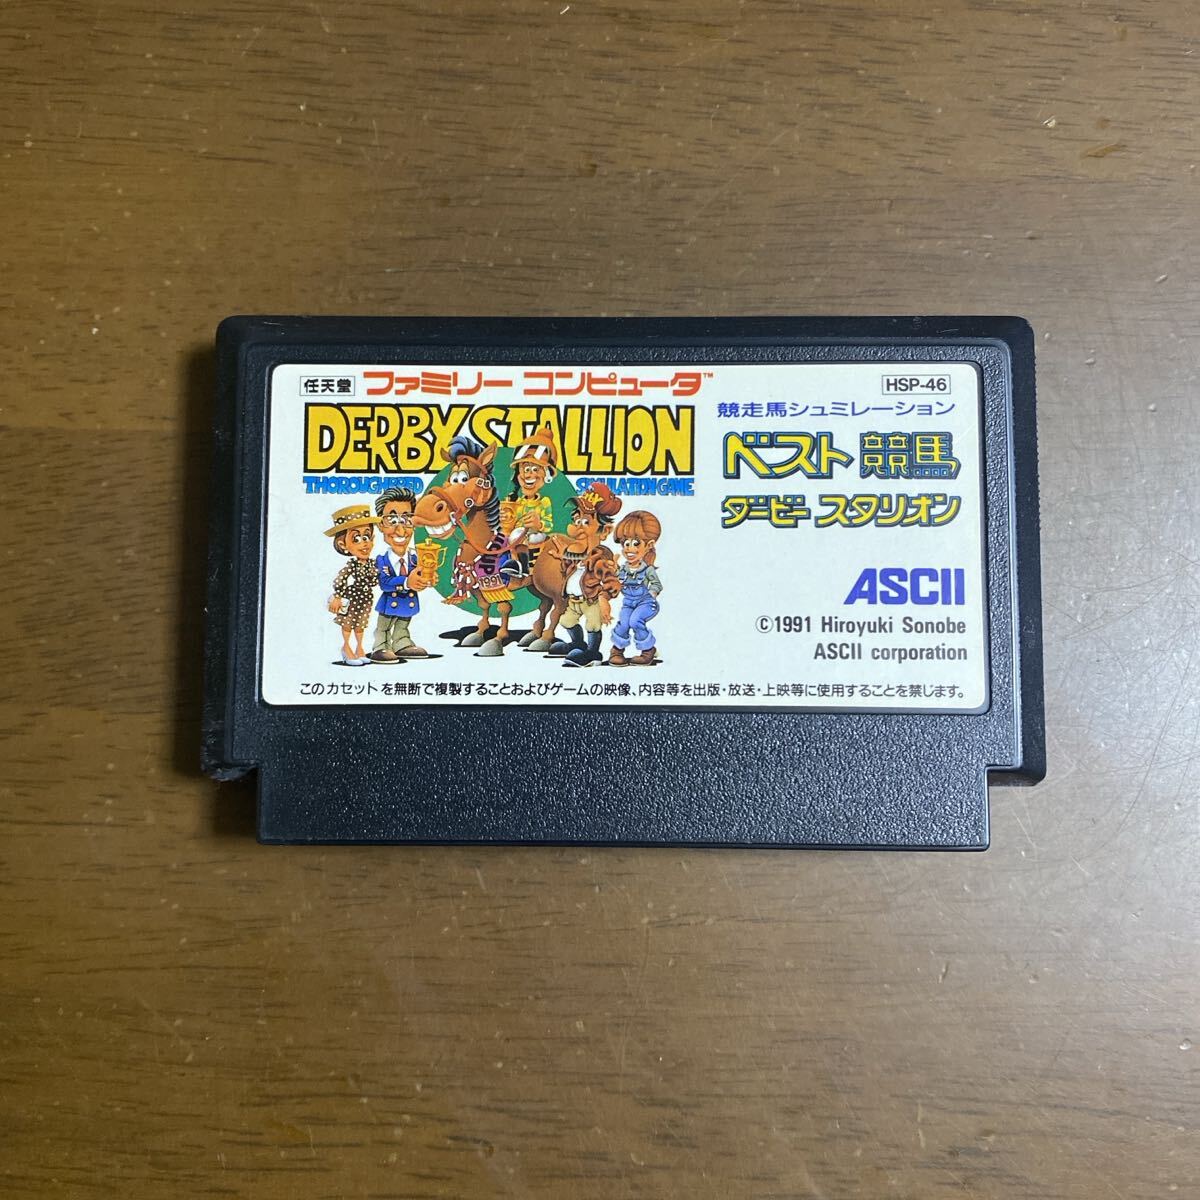 任天堂
ファミリー コンピュータ™
HSP-46
DERBY STALLION
THOROUGHBRED SIMULATION GAME
競走馬シュミレーション
ベスト競馬
ダービー スタリオン
1991
ASCII
©1991 Hiroyuki Sonobe
ASCII corporation
このカセットを無断で複製することおよびゲームの映像、内容等を出版・放送・上映等に使用することを禁じます。